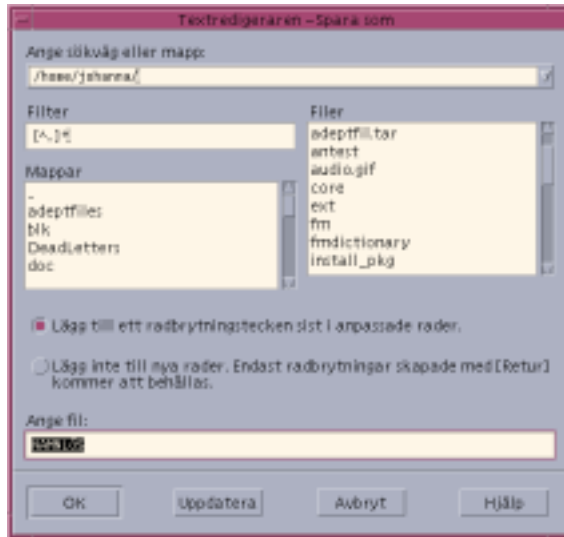 Textredigeraren – Spara som
Ange sökväg eller mapp:
/home/johanna/
Filter
[^.]*
Mappar
..
adeptfiles
blk
DeadLetters
doc
Filer
adeptfil.tar
antest
audio.gif
core
ext
fm
fmdictionary
install_pkg
Lägg till ett radbrytningstecken sist i anpassade rader.
Lägg inte till nya rader. Endast radbrytningar skapade med [Retur]
kommer att behållas.
Ange fil:
NAMNLOS
OK
Uppdatera
Avbryt
Hjälp